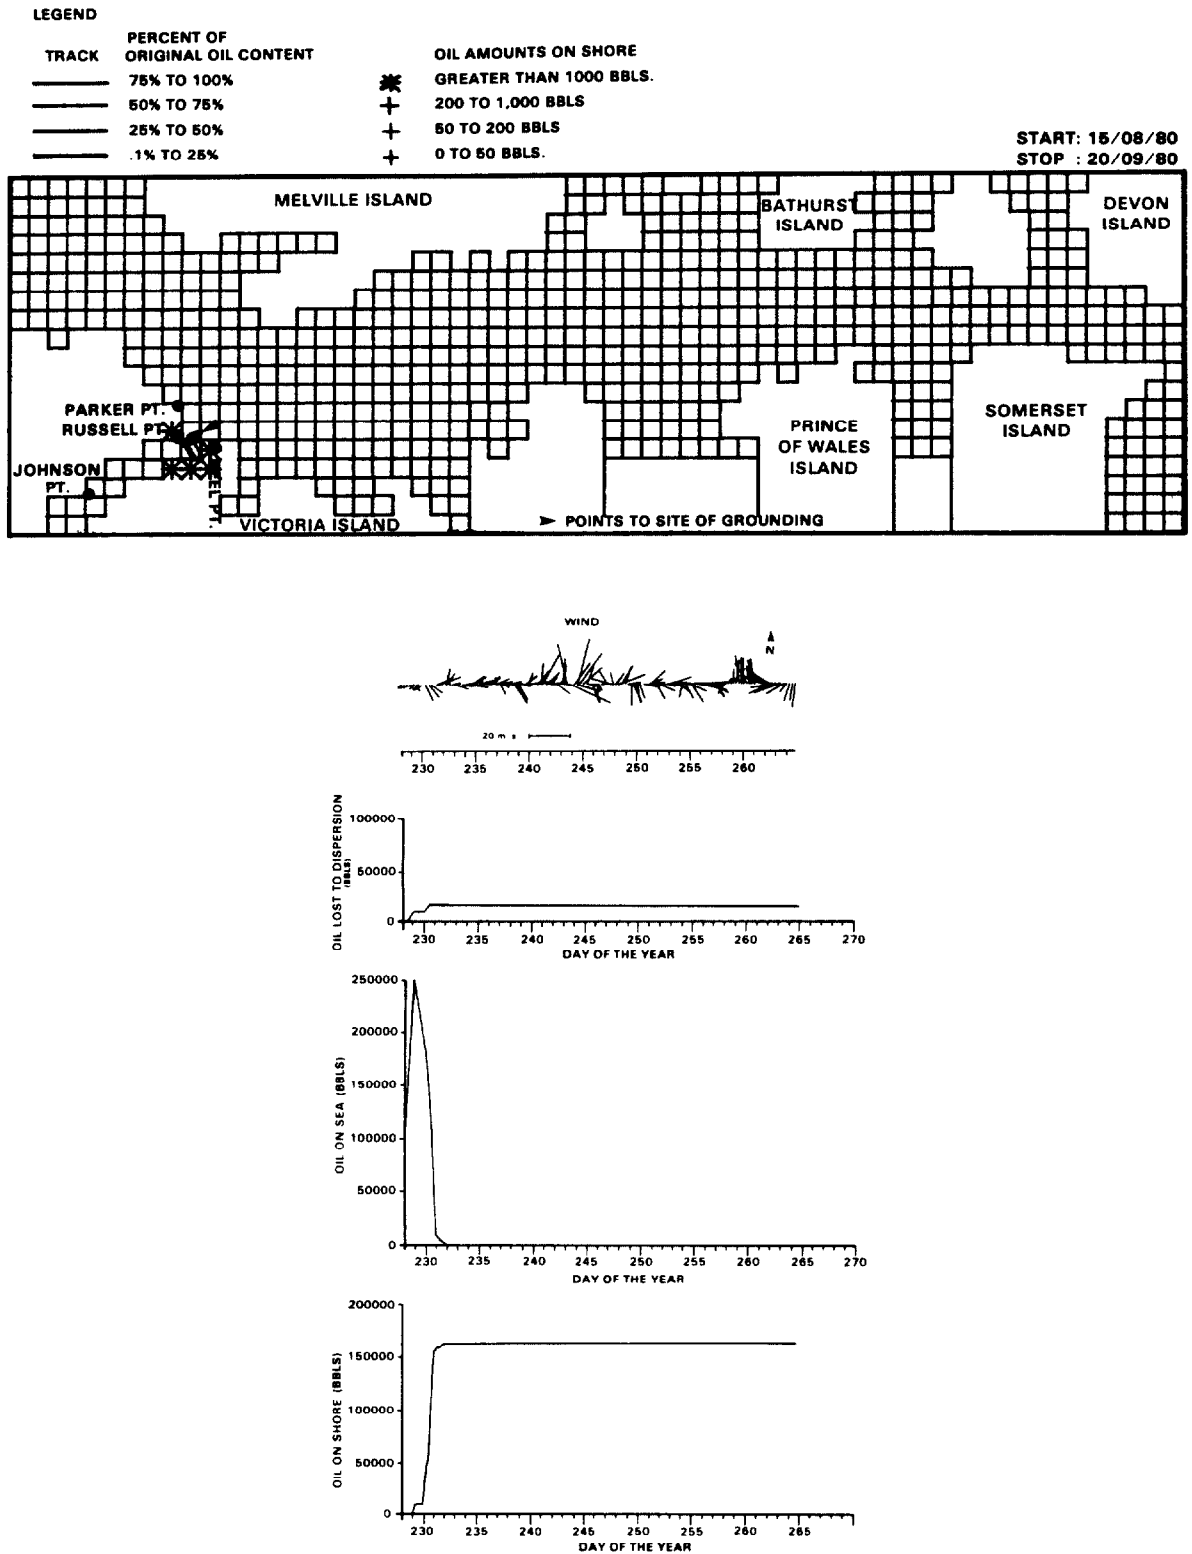 LEGEND
TRACK
PERCENT OF
ORIGINAL OIL CONTENT
75% TO 100%
50% TO 75%
25% TO 50%
.1% TO 25%
OIL AMOUNTS ON SHORE
GREATER THAN 1000 BBLS.
200 TO 1,000 BBLS
50 TO 200 BBLS
0 TO 50 BBLS.
START: 15/08/80
STOP : 20/09/80
MELVILLE ISLAND
BATHURST
ISLAND
DEVON
ISLAND
PARKER PT.
RUSSELL PT.
JOHNSON
PT.
PRINCE
OF WALES
ISLAND
SOMERSET
ISLAND
VICTORIA ISLAND
POINTS TO SITE OF GROUNDING
WIND
N
20 m s
230 235 240 245 250 255 260
OIL LOST TO DISPERSION
(BBLS)
100000
50000
0
230 235 240 245 250 255 260 265 270
DAY OF THE YEAR
OIL ON SEA (BBLS)
250000
200000
150000
100000
50000
0
230 235 240 245 250 255 260 265 270
DAY OF THE YEAR
OIL ON SHORE (BBLS)
200000
150000
100000
50000
0
230 235 240 245 250 255 260 265
DAY OF THE YEAR